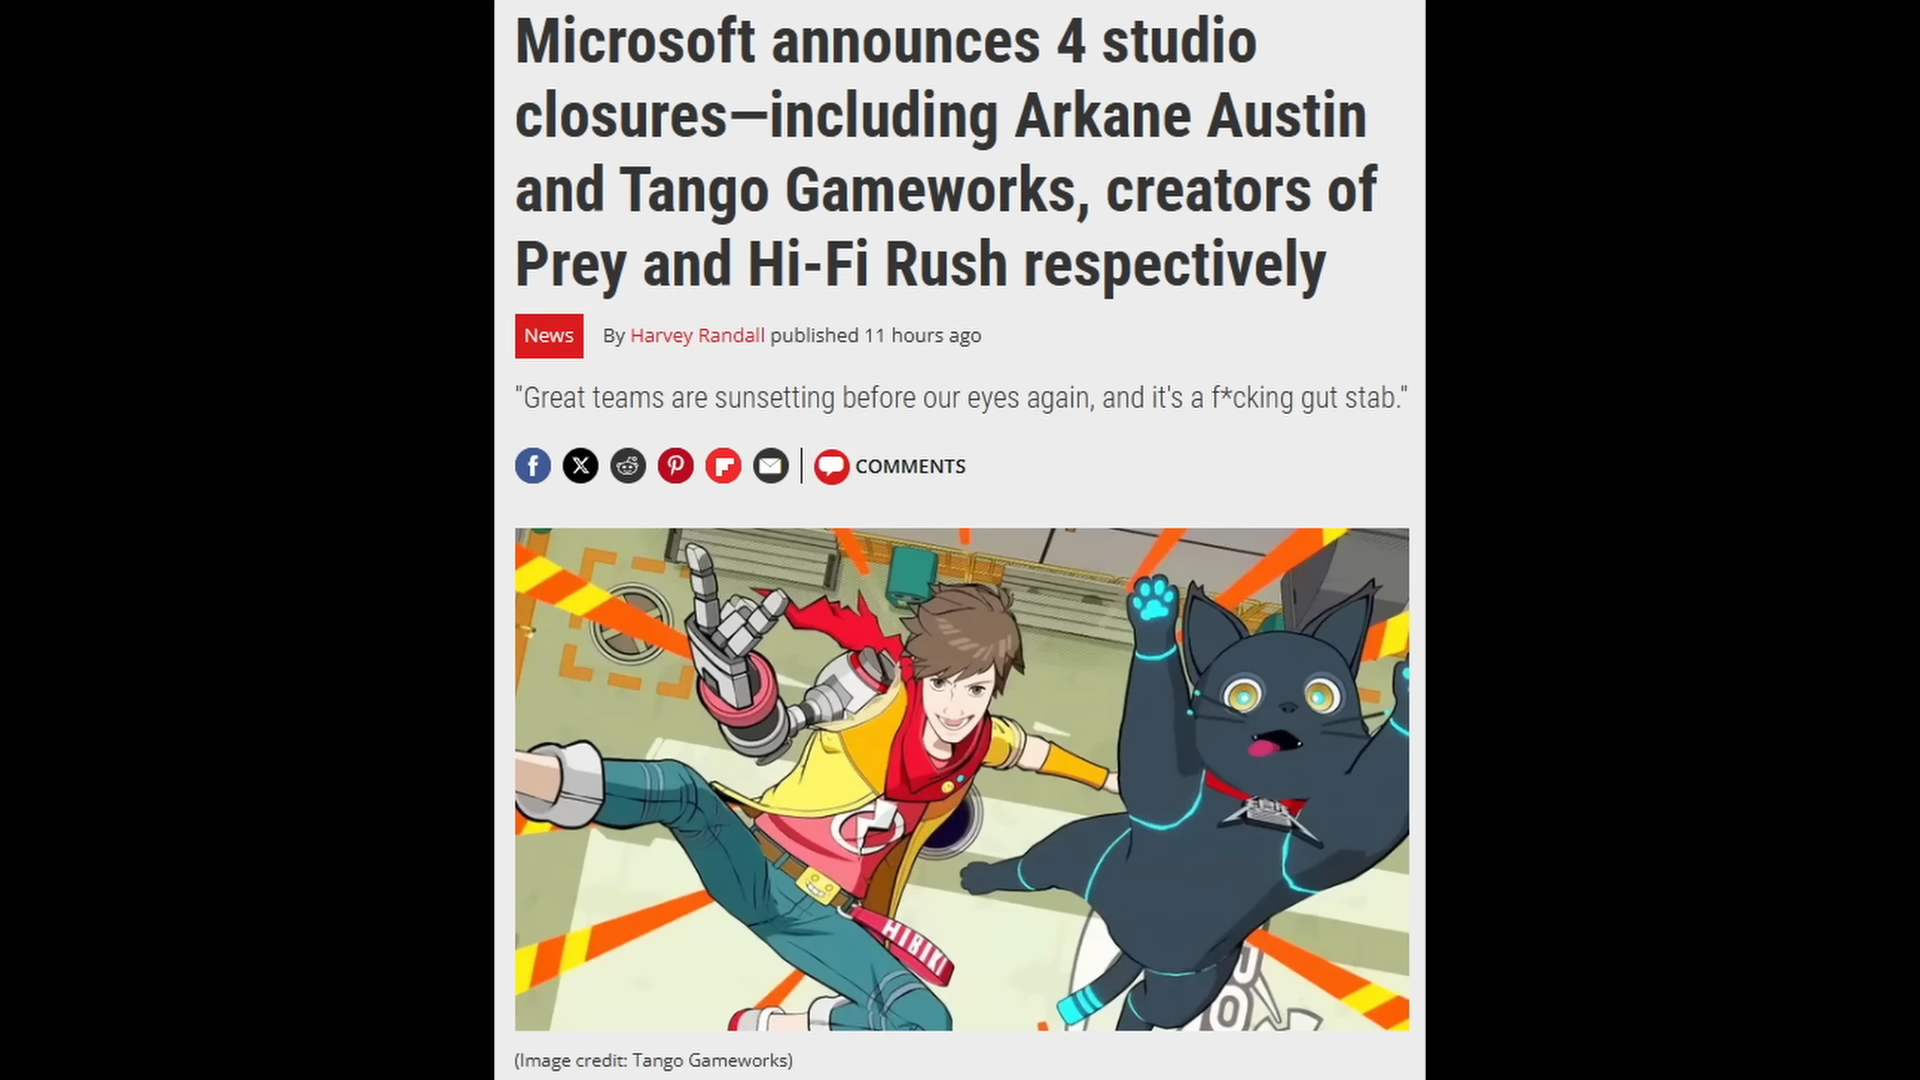 Microsoft announces 4 studio
closures—including Arkane Austin
and Tango Gameworks, creators of
Prey and Hi-Fi Rush respectively
News By Harvey Randall published 11 hours ago
"Great teams are sunsetting before our eyes again, and it's a f*cking gut stab."
COMMENTS
HIBIKI
(Image credit: Tango Gameworks)